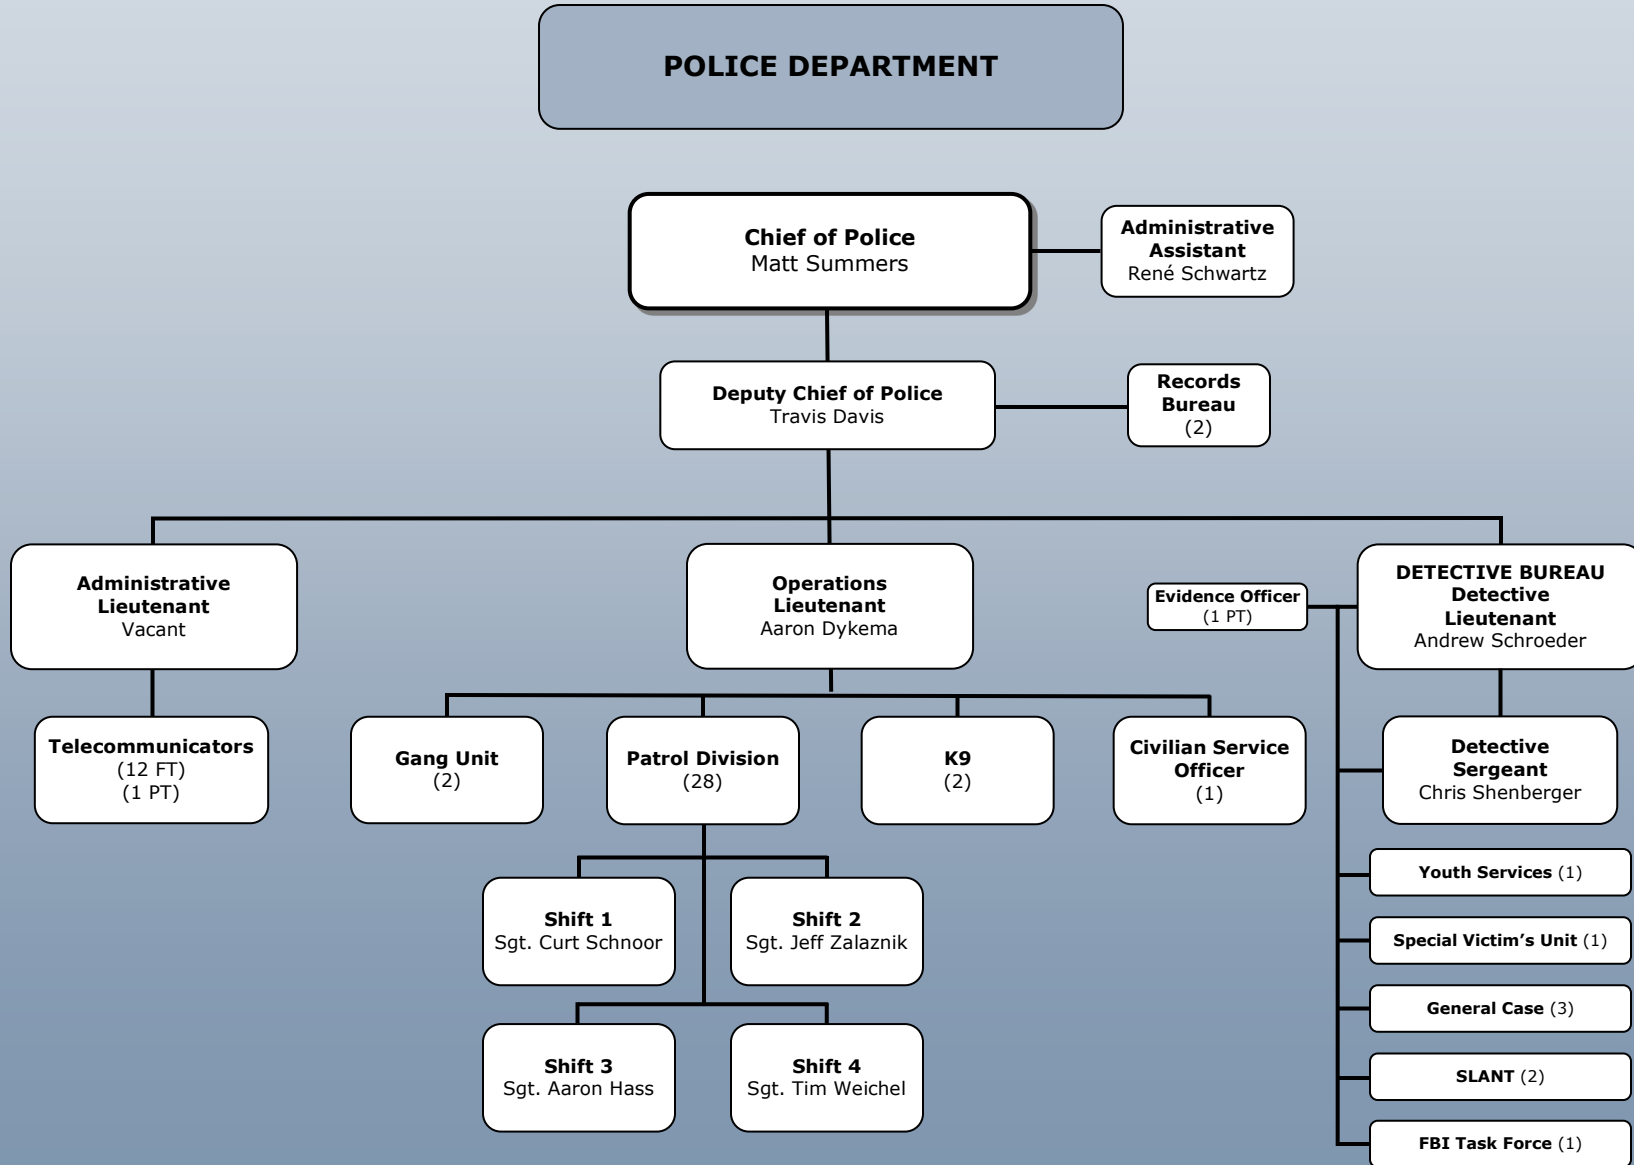 POLICE DEPARTMENT
Chief of Police
Matt Summers
Administrative
Assistant
René Schwartz
Deputy Chief of Police
Travis Davis
Records
Bureau
(2)
Administrative
Lieutenant
Vacant
Operations
Lieutenant
Aaron Dykema
Evidence Officer
(1 PT)
DETECTIVE BUREAU
Detective
Lieutenant
Andrew Schroeder
Telecommunicators
(12 FT)
(1 PT)
Gang Unit
(2)
Patrol Division
(28)
K9
(2)
Civilian Service
Officer
(1)
Detective
Sergeant
Chris Shenberger
Shift 1
Sgt. Curt Schnoor
Shift 2
Sgt. Jeff Zalaznik
Shift 3
Sgt. Aaron Hass
Shift 4
Sgt. Tim Weichel
Youth Services (1)
Special Victim's Unit (1)
General Case (3)
SLANT (2)
FBI Task Force (1)